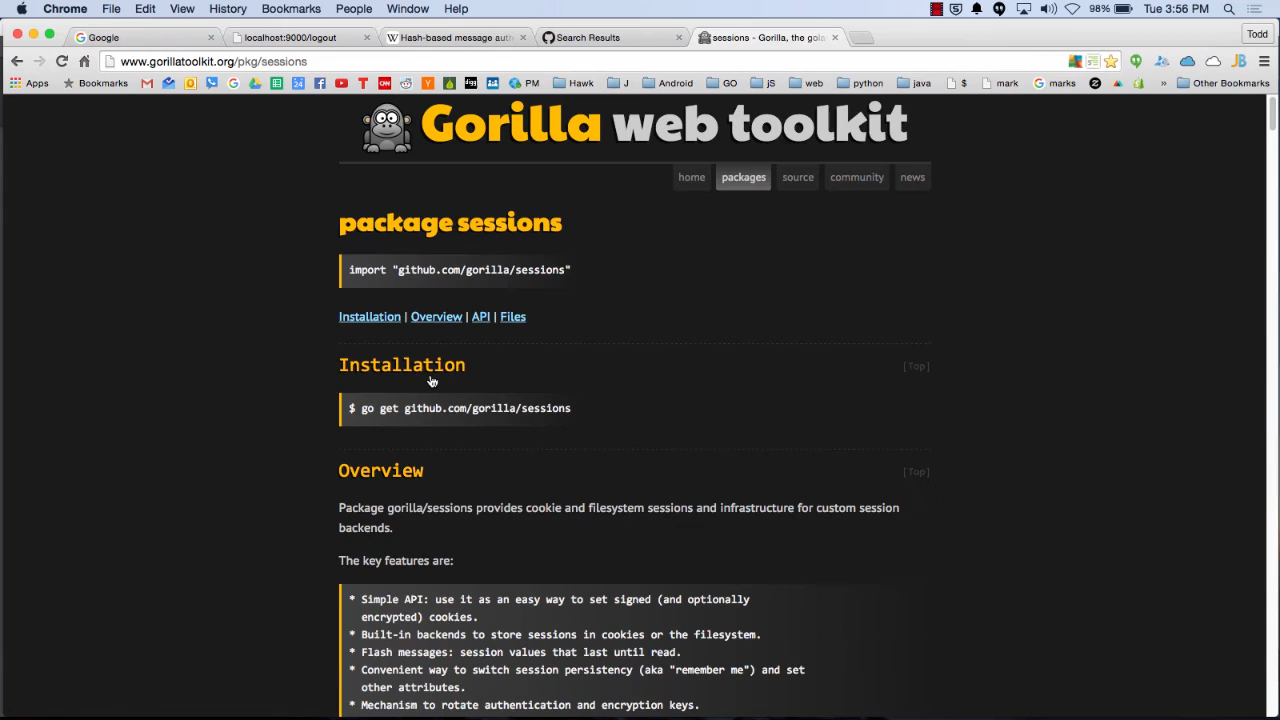 Chrome File Edit View History Bookmarks People Window Help 98% Tue 3:56 PM
Google localhost:9000/logout Hash-based message auth Search Results sessions - Gorilla, the gola Todd
www.gorillatoolkit.org/pkg/sessions
Apps Bookmarks PM Hawk J Android GO JS web python java $ mark marks » Other Bookmarks
Gorilla web toolkit
home packages source community news
package sessions
import "github.com/gorilla/sessions"
Installation | Overview | API | Files
Installation [Top]
$ go get github.com/gorilla/sessions
Overview [Top]
Package gorilla/sessions provides cookie and filesystem sessions and infrastructure for custom session
backends.
The key features are:
* Simple API: use it as an easy way to set signed (and optionally
encrypted) cookies.
* Built-in backends to store sessions in cookies or the filesystem.
* Flash messages: session values that last until read.
* Convenient way to switch session persistency (aka "remember me") and set
other attributes.
* Mechanism to rotate authentication and encryption keys.